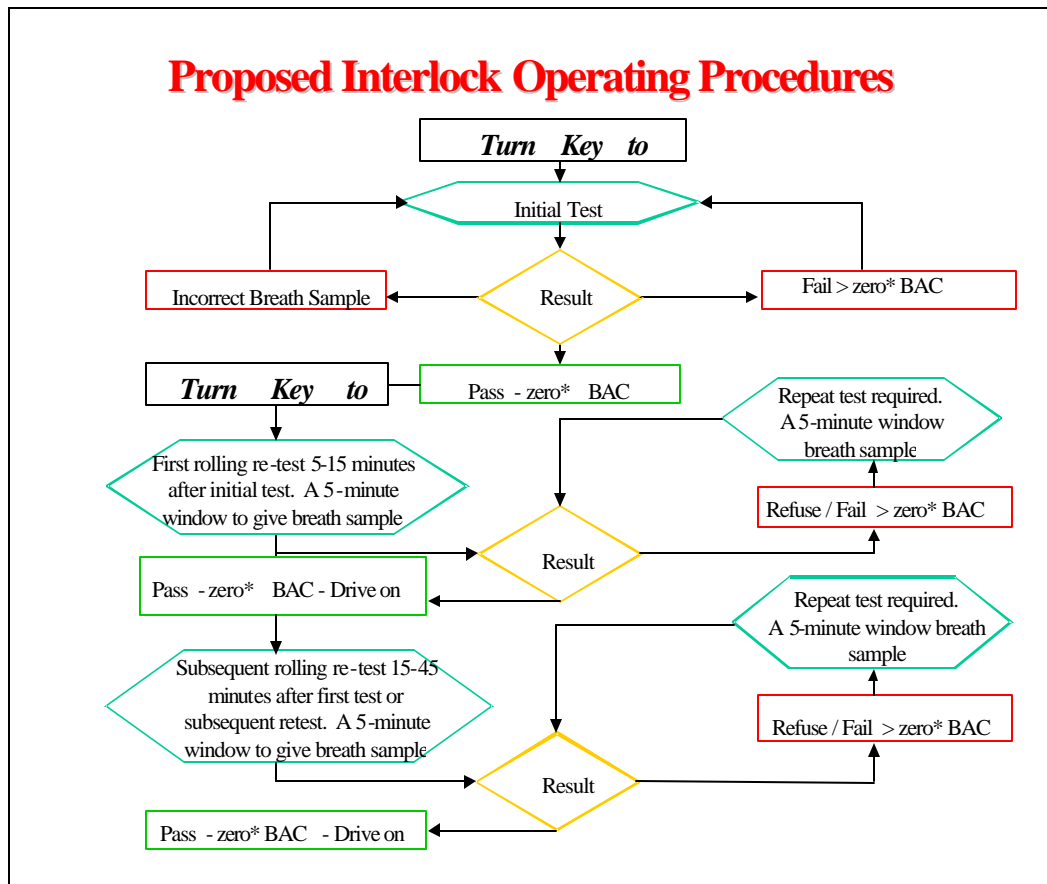 Proposed Interlock Operating Procedures
Turn Key to
Initial Test
Incorrect Breath Sample
Result
Fail > zero* BAC
Turn Key to
Pass - zero* BAC
Repeat test required.
A 5-minute window
breath sample
First rolling re-test 5-15 minutes
after initial test. A 5-minute
window to give breath sample
Refuse / Fail > zero* BAC
Result
Pass - zero* BAC - Drive on
Repeat test required.
A 5-minute window breath
sample
Subsequent rolling re-test 15-45
minutes after first test or
subsequent retest. A 5-minute
window to give breath sample
Refuse / Fail > zero* BAC
Result
Pass - zero* BAC - Drive on